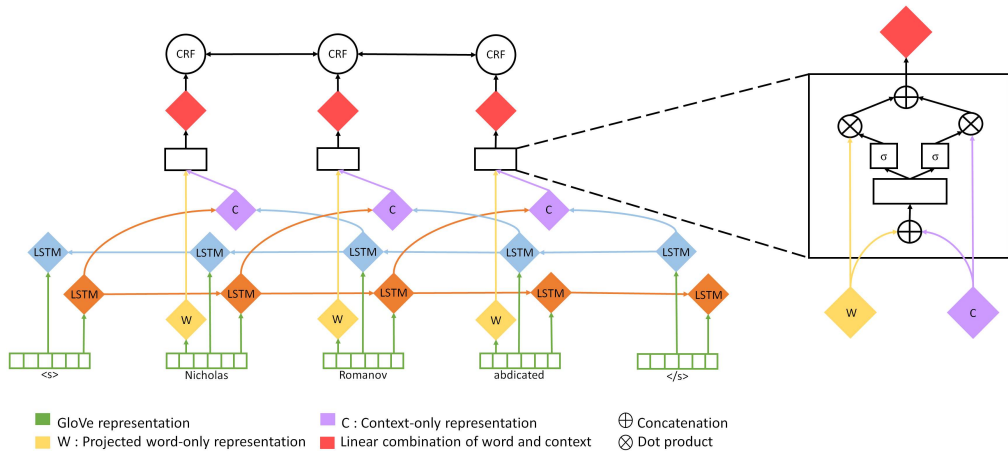 CRF CRF CRF
σ σ
C C C
LSTM LSTM LSTM LSTM LSTM
LSTM LSTM LSTM LSTM LSTM
W W W W C
<s> Nicholas Romanov abdicated </s>
GloVe representation C : Context-only representation Concatenation
W : Projected word-only representation Linear combination of word and context Dot product